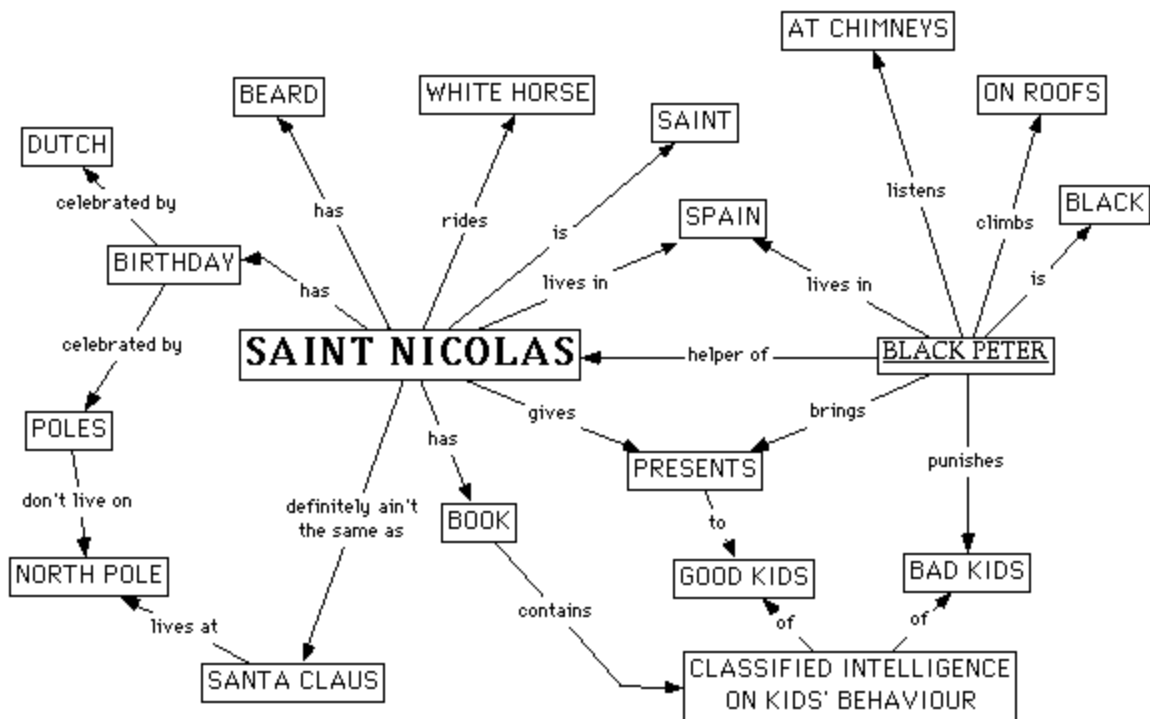 AT CHIMNEYS
BEARD
WHITE HORSE
ON ROOFS
SAINT
DUTCH
celebrated by
has
rides
listens
SPAIN
BLACK
climbs
is
BIRTHDAY
has
lives in
lives in
is
SAINT NICOLAS
helper of
BLACK PETER
celebrated by
gives
brings
POLES
has
PRESENTS
punishes
don't live on
definitely ain't
the same as
BOOK
to
NORTH POLE
GOOD KIDS
BAD KIDS
contains
lives at
of
of
SANTA CLAUS
CLASSIFIED INTELLIGENCE
ON KIDS' BEHAVIOUR